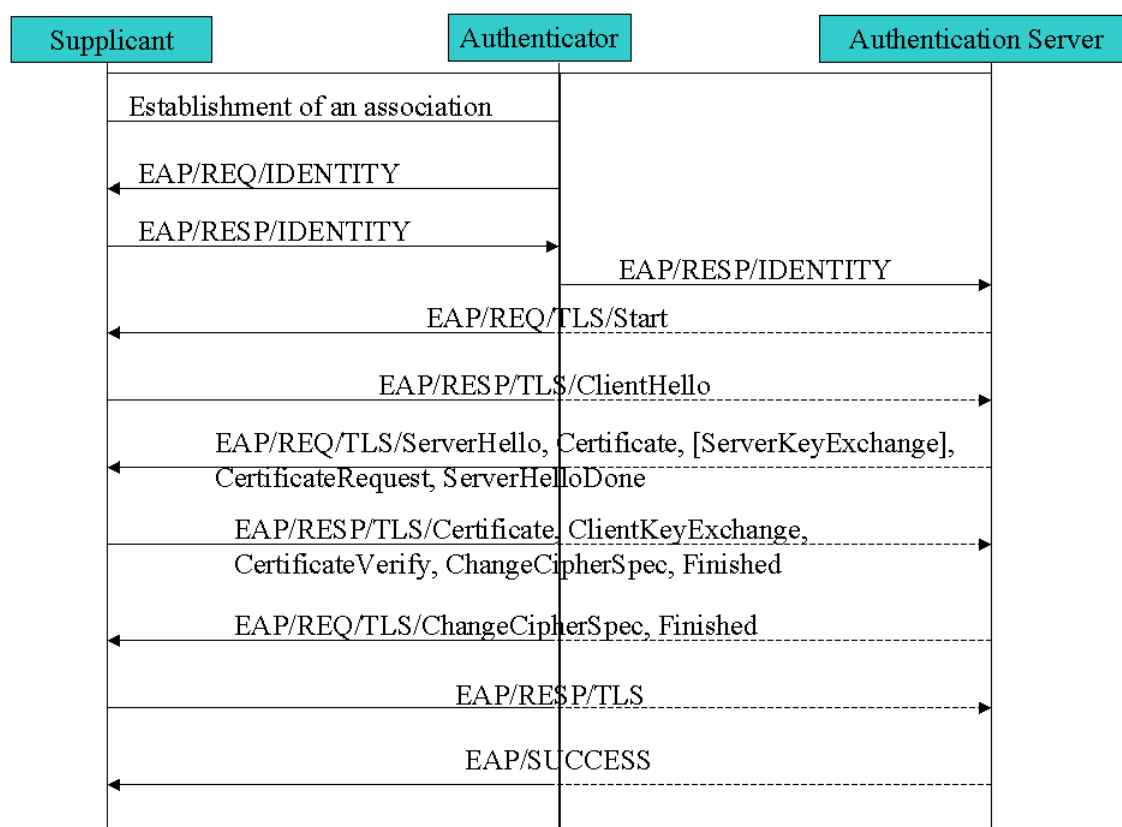 Supplicant
Authenticator
Authentication Server
Establishment of an association
EAP/REQ/IDENTITY
EAP/RESP/IDENTITY
EAP/RESP/IDENTITY
EAP/REQ/TLS/Start
EAP/RESP/TLS/ClientHello
EAP/REQ/TLS/ServerHello, Certificate, [ServerKeyExchange],
CertificateRequest, ServerHelloDone
EAP/RESP/TLS/Certificate, ClientKeyExchange,
CertificateVerify, ChangeCipherSpec, Finished
EAP/REQ/TLS/ChangeCipherSpec, Finished
EAP/RESP/TLS
EAP/SUCCESS